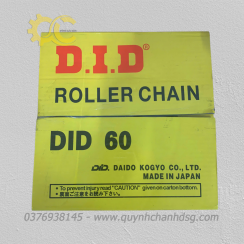 D.I.D®
ROLLER CHAIN
DID 60
D.I.D. DAIDO KOGYO CO., LTD.
MADE IN JAPAN
• To prevent injury read "CAUTION" given on carton bottom.
0376938145 - www.quynhchanhdsg.com